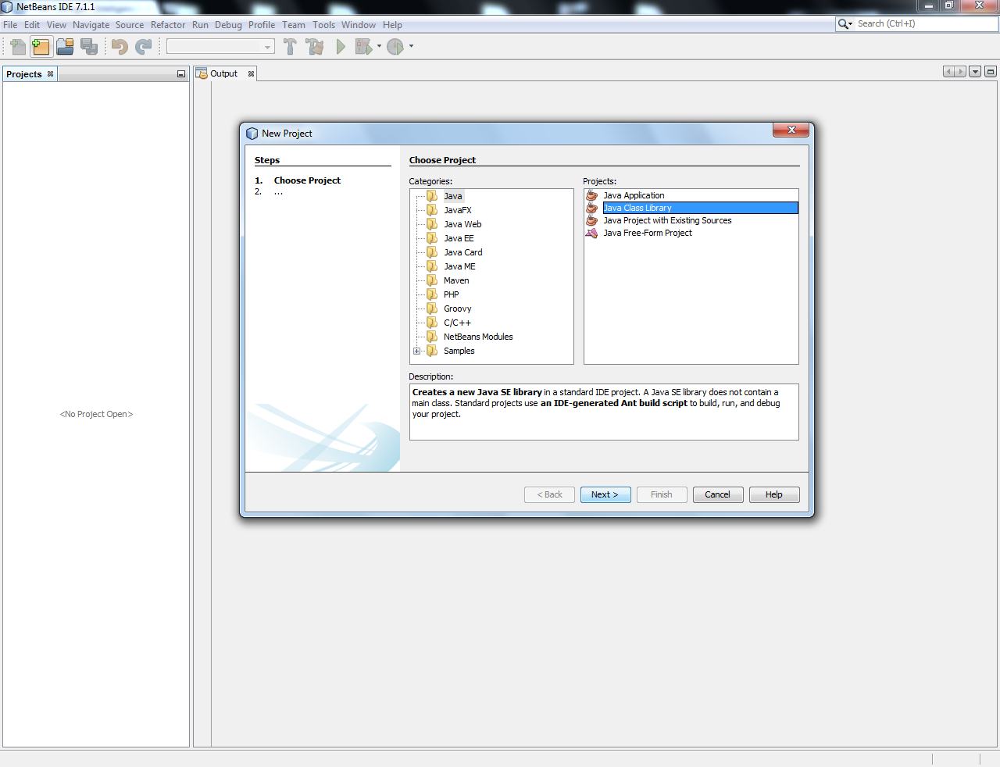 NetBeans IDE 7.1.1
File Edit View Navigate Source Refactor Run Debug Profile Team Tools Window Help
Search (Ctrl+I)
Projects
Output
<No Project Open>
New Project
Steps
1. Choose Project
2. ...
Choose Project
Categories:
Java
JavaFX
Java Web
Java EE
Java Card
Java ME
Maven
PHP
Groovy
C/C++
NetBeans Modules
Samples
Projects:
Java Application
Java Class Library
Java Project with Existing Sources
Java Free-Form Project
Description:
Creates a new Java SE library in a standard IDE project. A Java SE library does not contain a
main class. Standard projects use an IDE-generated Ant build script to build, run, and debug
your project.
< Back
Next >
Finish
Cancel
Help